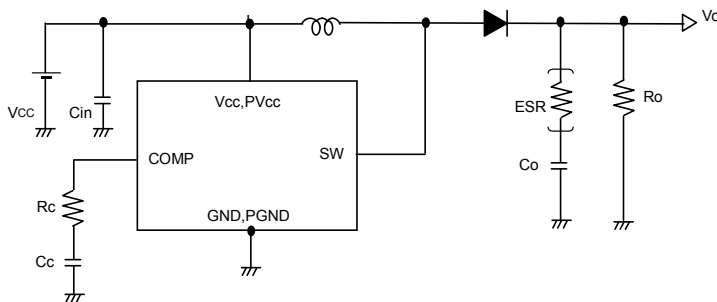 Vo
VCC
Cin
Vcc,PVcc
ESR
Ro
COMP
SW
Co
Rc
GND,PGND
Cc